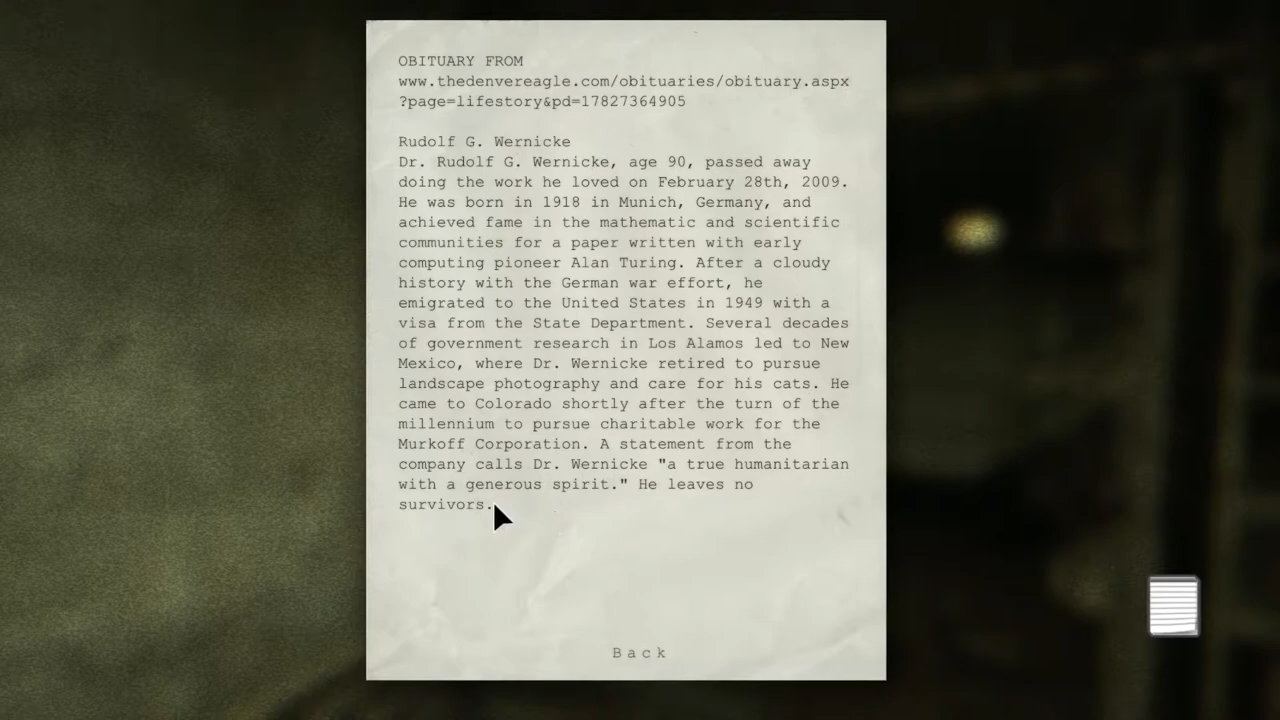 OBITUARY FROM
www.thedenvereagle.com/obituaries/obituary.aspx
?page=lifestory&pd=17827364905
Rudolf G. Wernicke
Dr. Rudolf G. Wernicke, age 90, passed away
doing the work he loved on February 28th, 2009.
He was born in 1918 in Munich, Germany, and
achieved fame in the mathematic and scientific
communities for a paper written with early
computing pioneer Alan Turing. After a cloudy
history with the German war effort, he
emigrated to the United States in 1949 with a
visa from the State Department. Several decades
of government research in Los Alamos led to New
Mexico, where Dr. Wernicke retired to pursue
landscape photography and care for his cats. He
came to Colorado shortly after the turn of the
millennium to pursue charitable work for the
Murkoff Corporation. A statement from the
company calls Dr. Wernicke "a true humanitarian
with a generous spirit." He leaves no
survivors.
Back